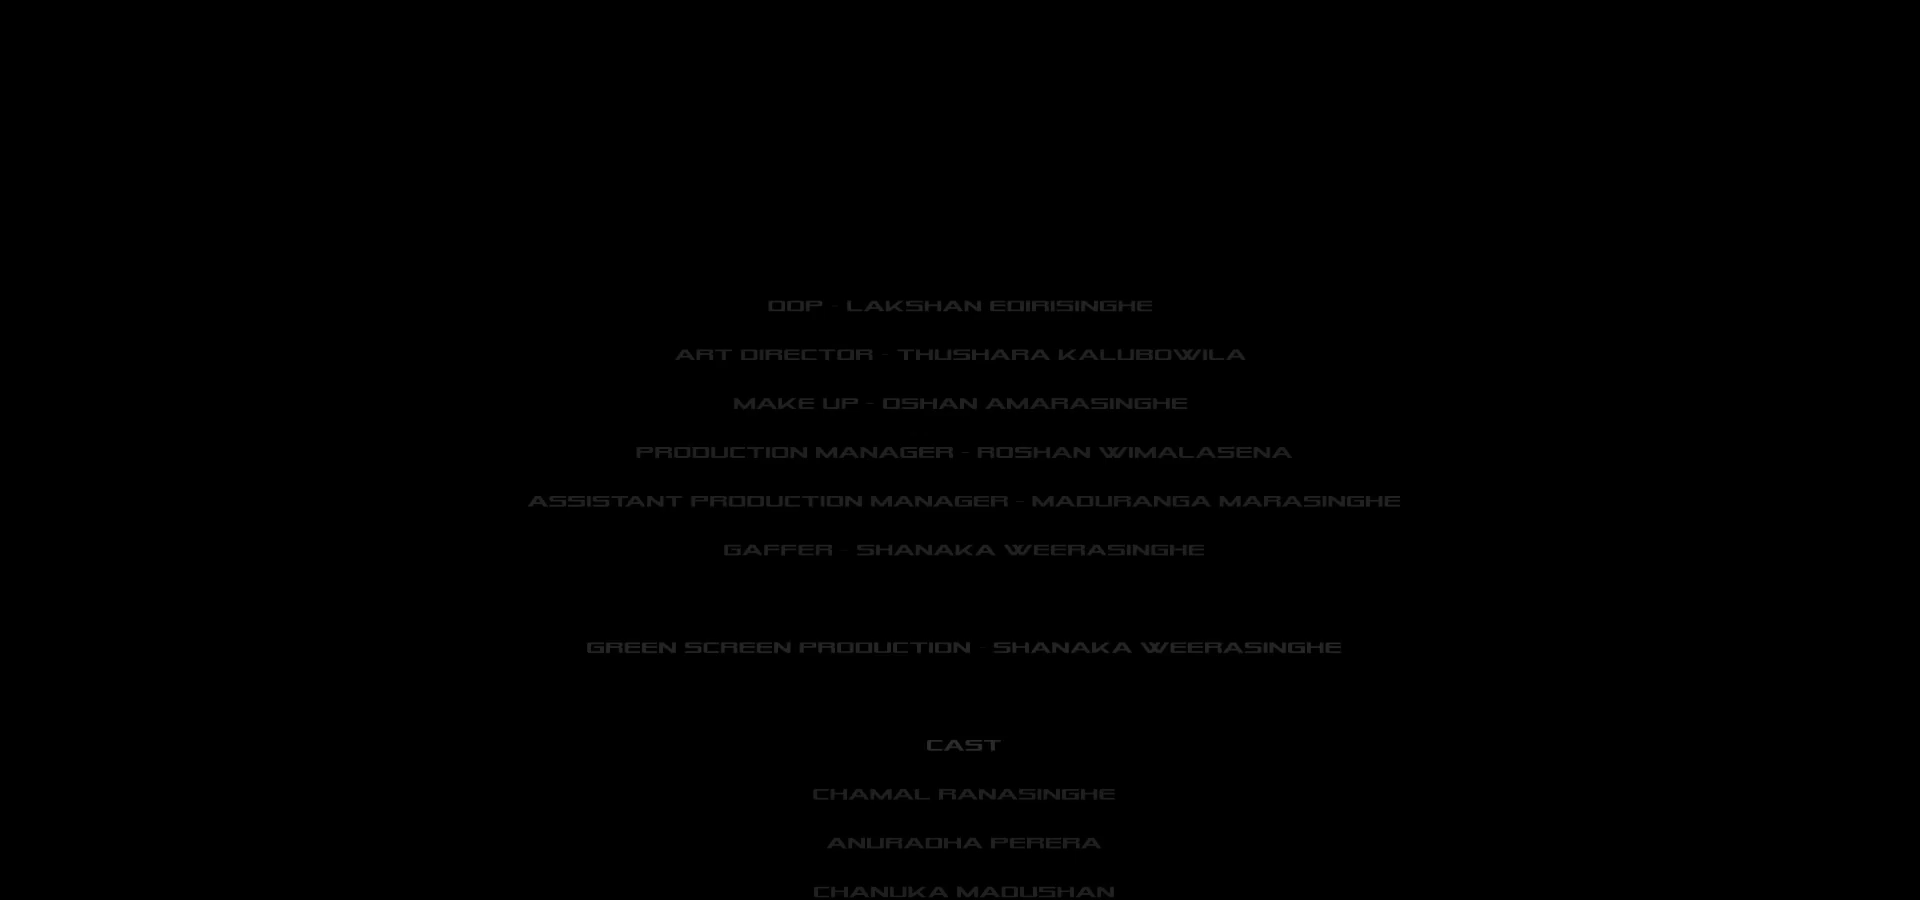 DOP - LAKSHAN EDIRISINGHE
ART DIRECTOR - THUSHARA KALUBOWILA
MAKE UP - OSHAN AMARASINGHE
PRODUCTION MANAGER - ROSHAN WIMALASENA
ASSISTANT PRODUCTION MANAGER - MADURANGA MARASINGHE
GAFFER - SHANAKA WEERASINGHE
GREEN SCREEN PRODUCTION - SHANAKA WEERASINGHE
CAST
CHAMAL RANASINGHE
ANURADHA PERERA
CHANUKA MADUSHAN